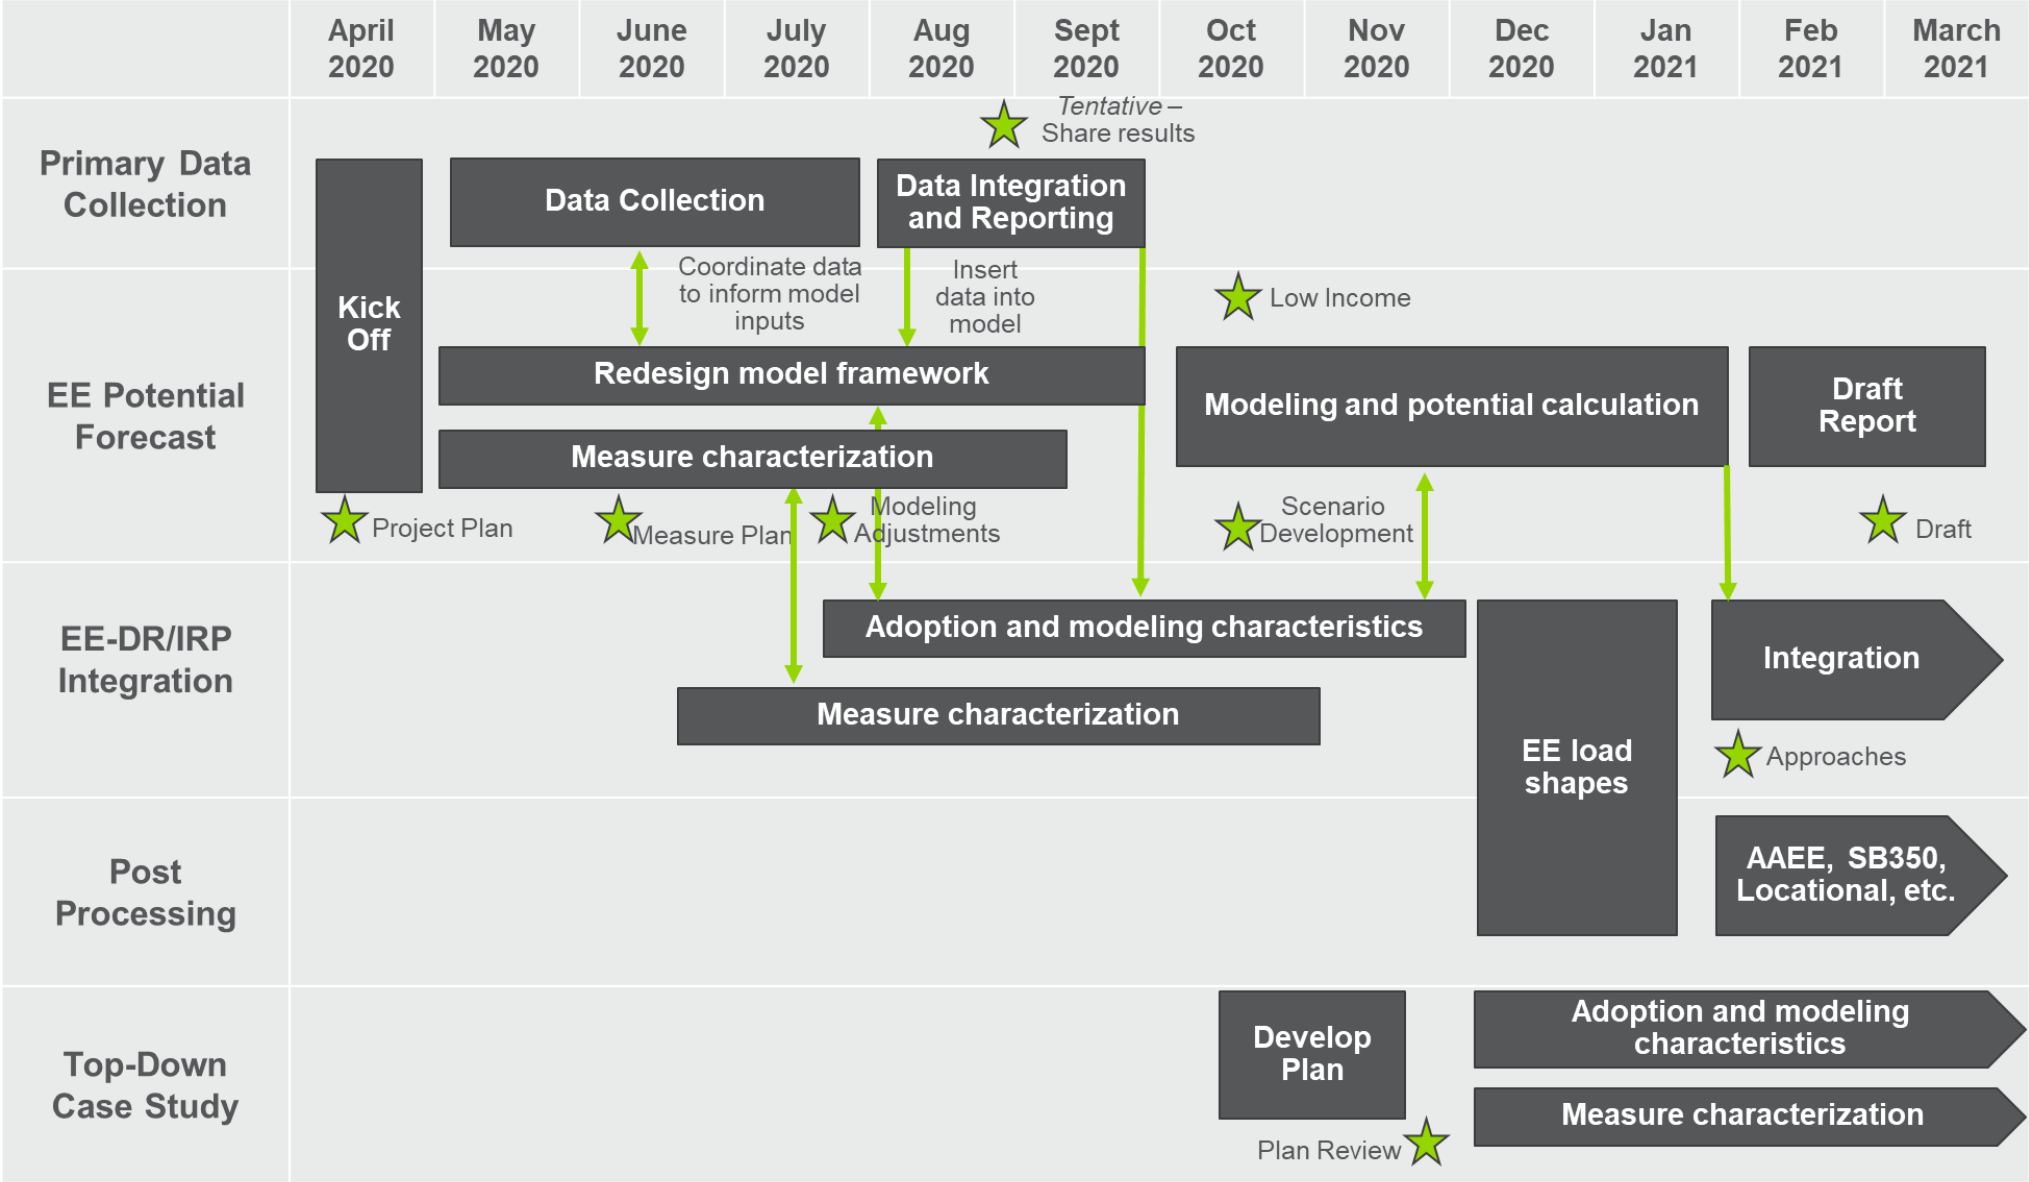 April
2020
May
2020
June
2020
July
2020
Aug
2020
Sept
2020
Oct
2020
Nov
2020
Dec
2020
Jan
2021
Feb
2021
March
2021
Primary Data
Collection
Tentative –
Share results
Kick
Off
Data Collection
Data Integration
and Reporting
Coordinate data
to inform model
inputs
Insert
data into
model
EE Potential
Forecast
Low Income
Redesign model framework
Measure characterization
Modeling and potential calculation
Draft
Report
Project Plan
Measure Plan
Modeling
Adjustments
Scenario
Development
Draft
EE-DR/IRP
Integration
Adoption and modeling characteristics
Measure characterization
EE load
shapes
Integration
Approaches
Post
Processing
AAEE, SB350,
Locational, etc.
Top-Down
Case Study
Develop
Plan
Plan Review
Adoption and modeling
characteristics
Measure characterization